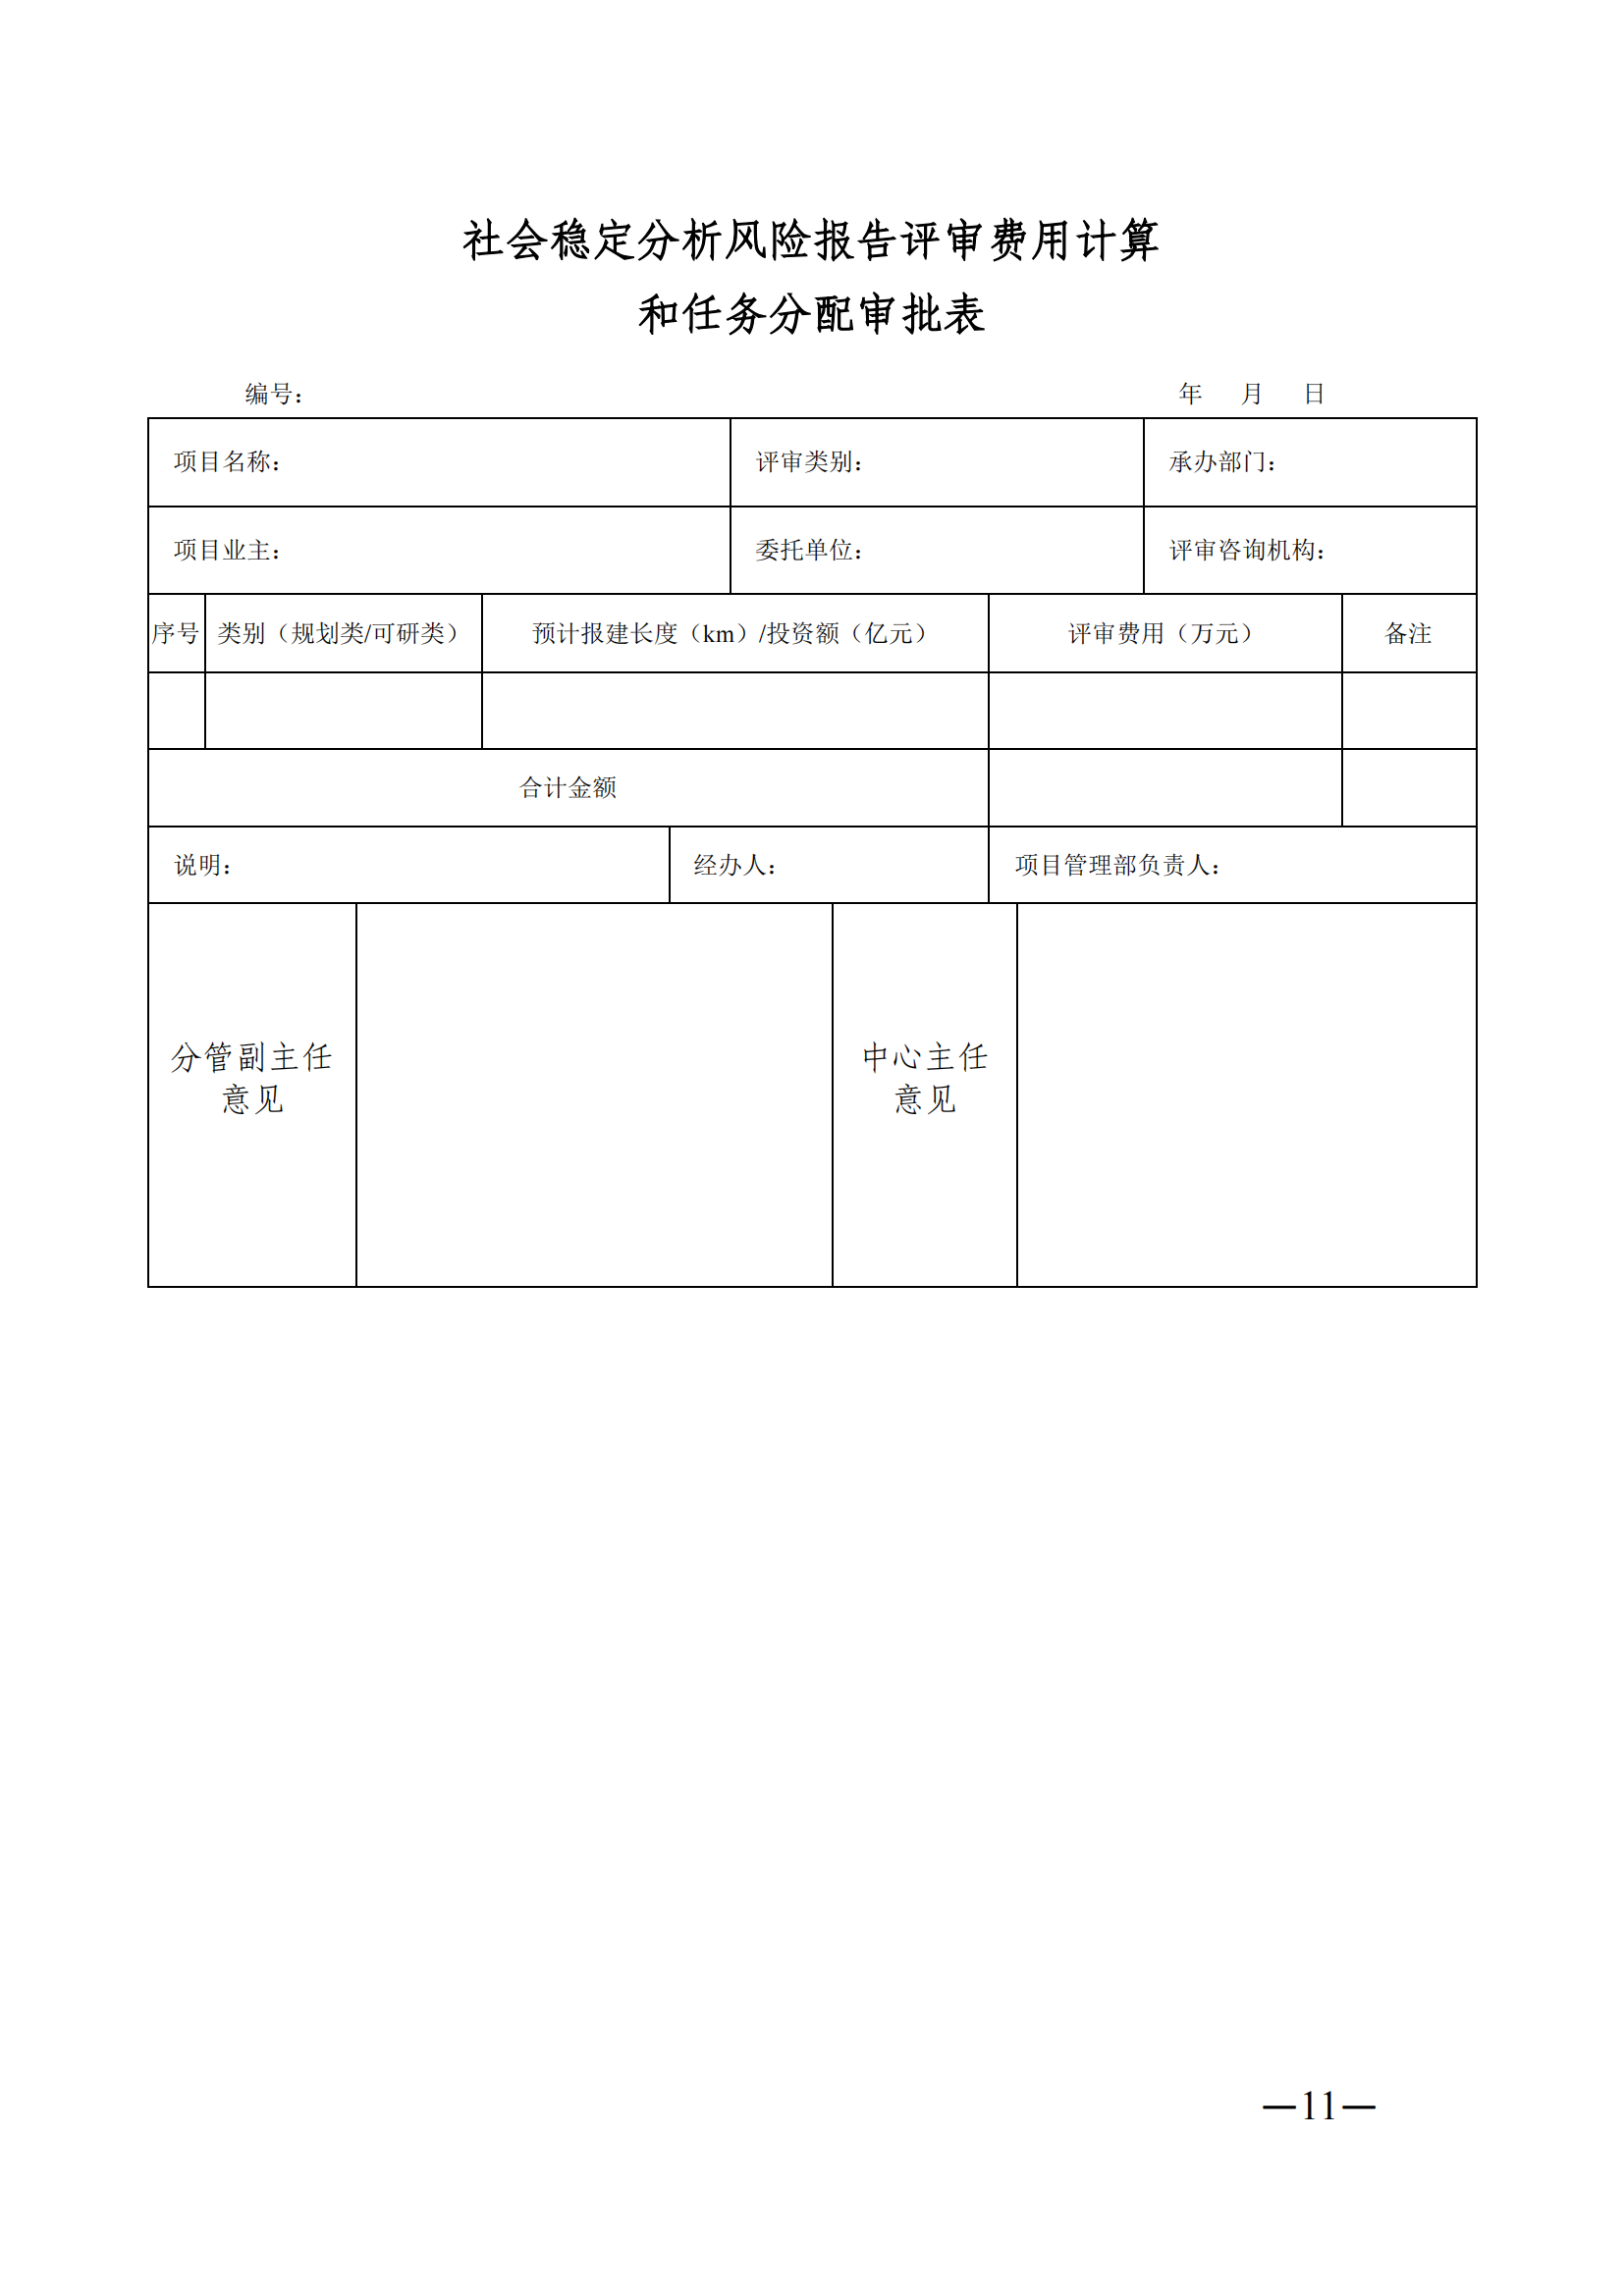 社会稳定分析风险报告评审费用计算
和任务分配审批表
编号： 年 月 日
项目名称： 评审类别： 承办部门：
项目业主： 委托单位： 评审咨询机构：
序号 类别（规划类/可研类） 预计报建长度（km）/投资额（亿元） 评审费用（万元） 备注
合计金额
说明： 经办人： 项目管理部负责人：
分管副主任
意见
中心主任
意见
—11—